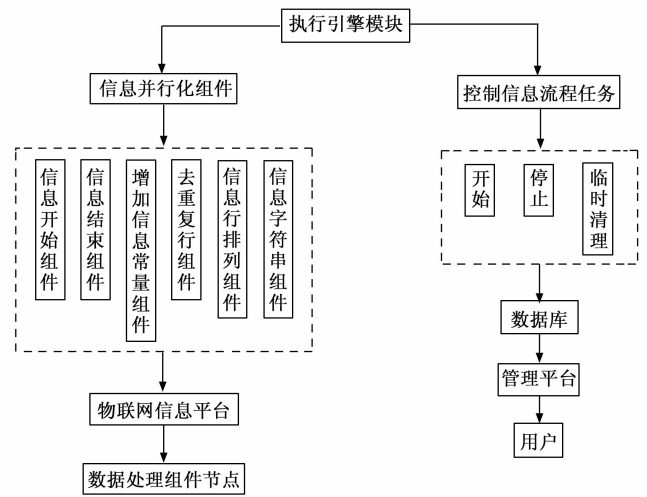 执行引擎模块
信息并行化组件
控制信息流程任务
信息开始组件
信息结束组件
增加信息常量组件
去重复行组件
信息行排列组件
信息字符串组件
开始
停止
临时清理
数据库
管理平台
用户
物联网信息平台
数据处理组件节点